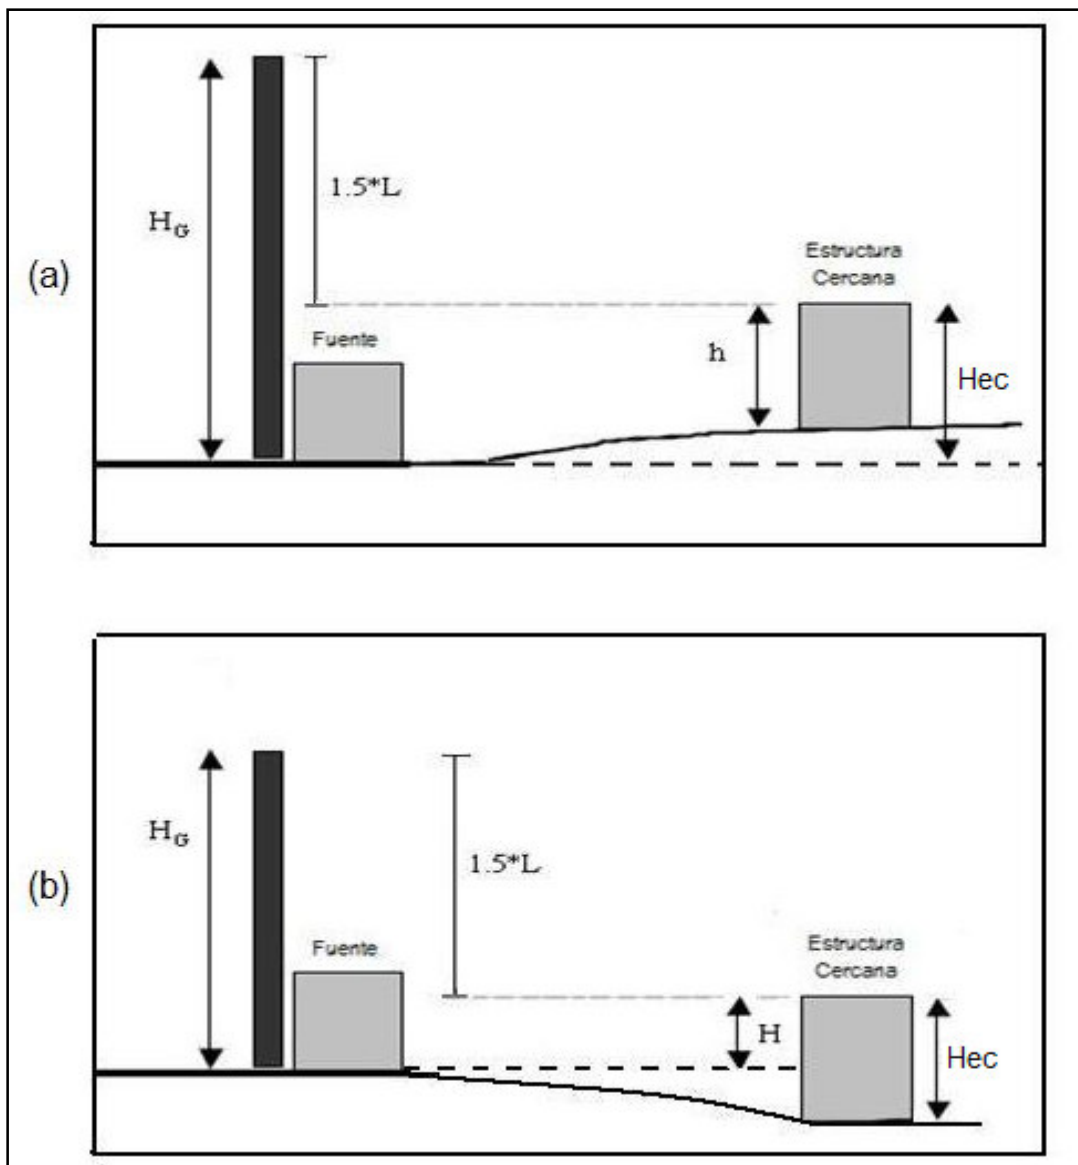 (a)
H_G
1.5*L
Fuente
Estructura
Cercana
h
Hec
(b)
H_G
1.5*L
Fuente
Estructura
Cercana
H
Hec